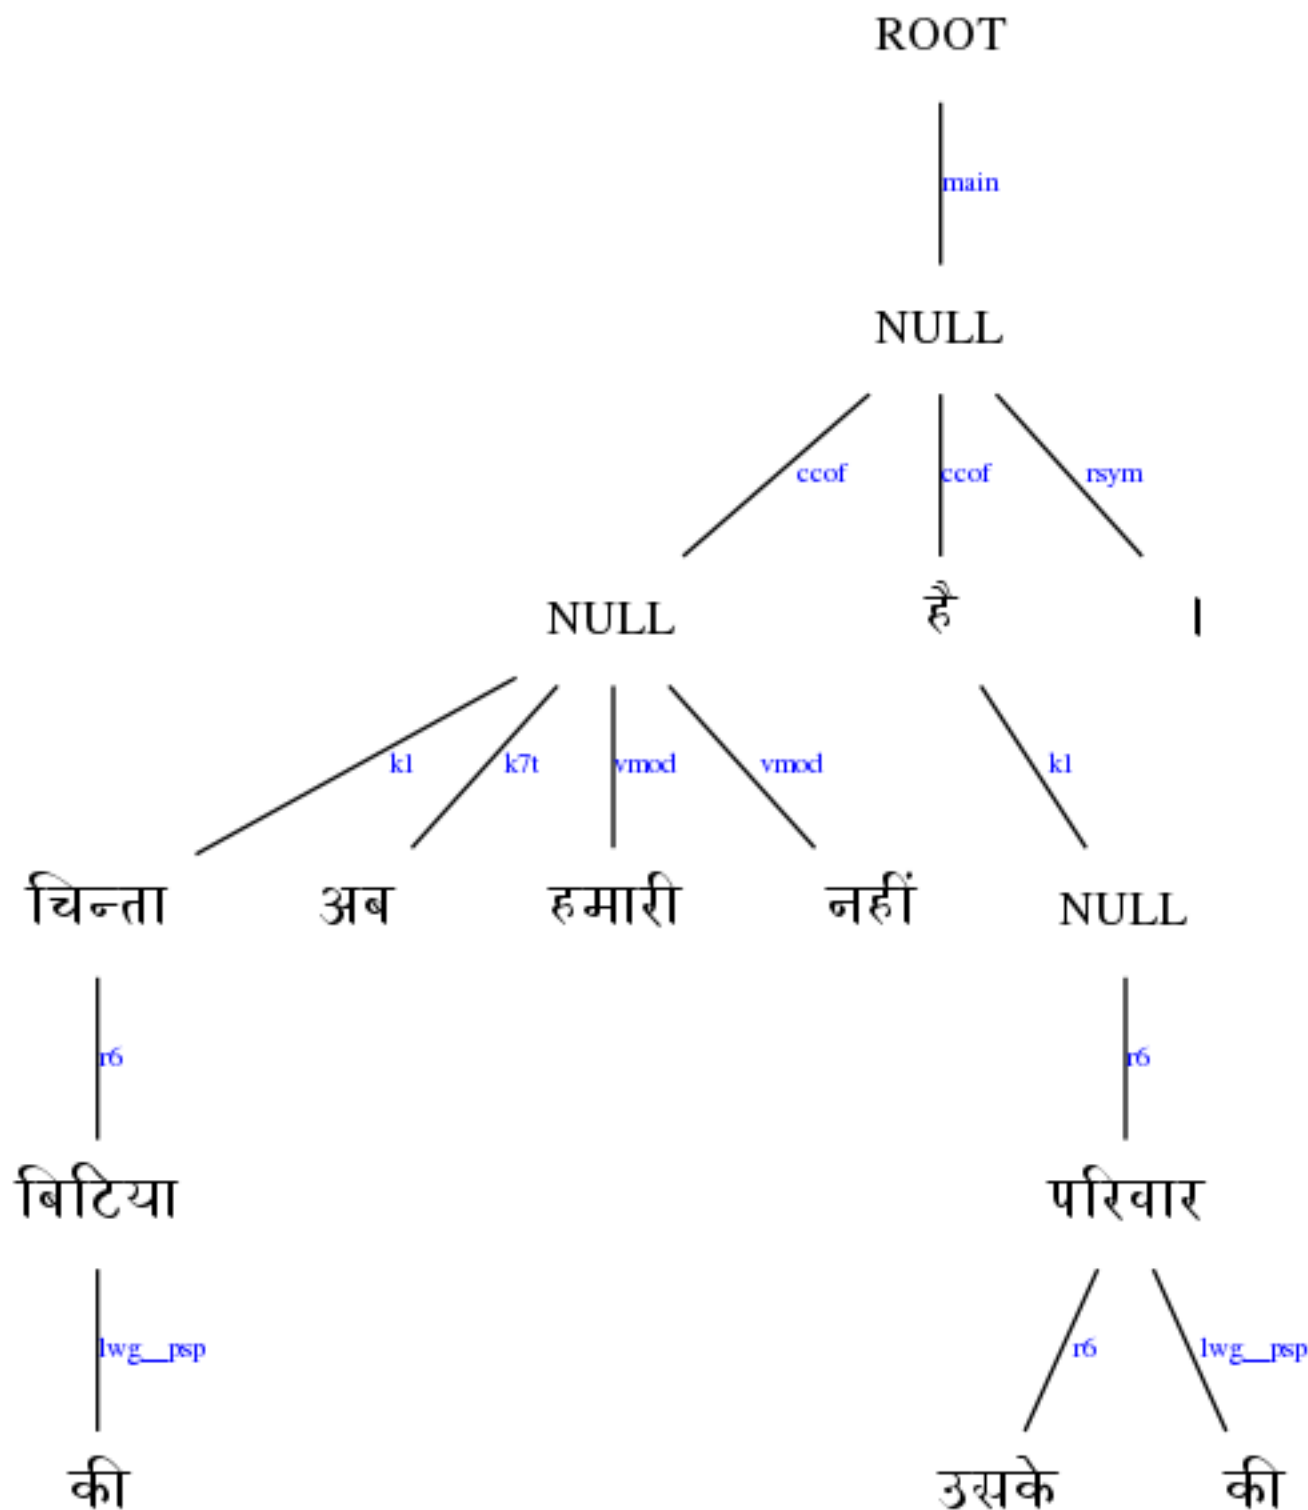 ROOT
main
NULL
ccof ccof rsym
NULL है ।
k1 k7t vmod vmod k1
चिन्ता अब हमारी नहीं NULL
r6 r6
बिटिया परिवार
lwg__psp r6 lwg__psp
की उसके की